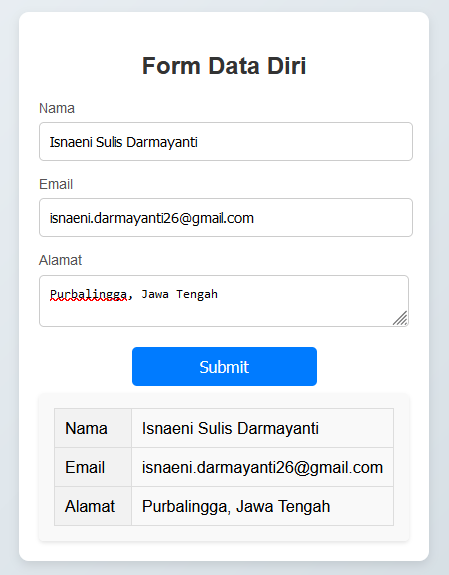 Form Data Diri
Nama
Isnaeni Sulis Darmayanti
Email
isnaeni.darmayanti26@gmail.com
Alamat
Purbalingga, Jawa Tengah
Submit
Nama Isnaeni Sulis Darmayanti
Email isnaeni.darmayanti26@gmail.com
Alamat Purbalingga, Jawa Tengah